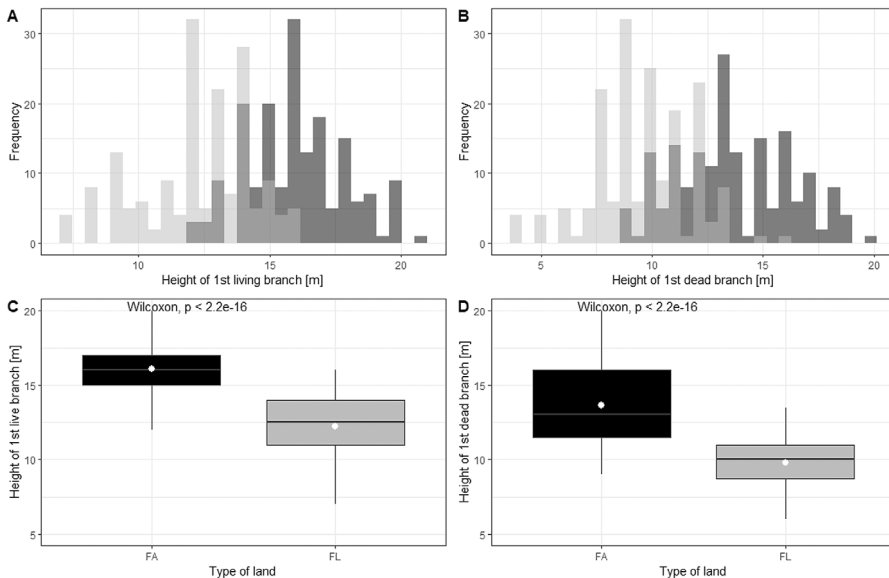 A
Frequency
30
20
10
0
10
15
20
Height of 1st living branch [m]
B
Frequency
30
20
10
0
5
10
15
20
Height of 1st dead branch [m]
C
Wilcoxon, p < 2.2e-16
Height of 1st live branch [m]
20
15
10
5
FA
FL
Type of land
D
Wilcoxon, p < 2.2e-16
Height of 1st dead branch [m]
20
15
10
5
FA
FL
Type of land